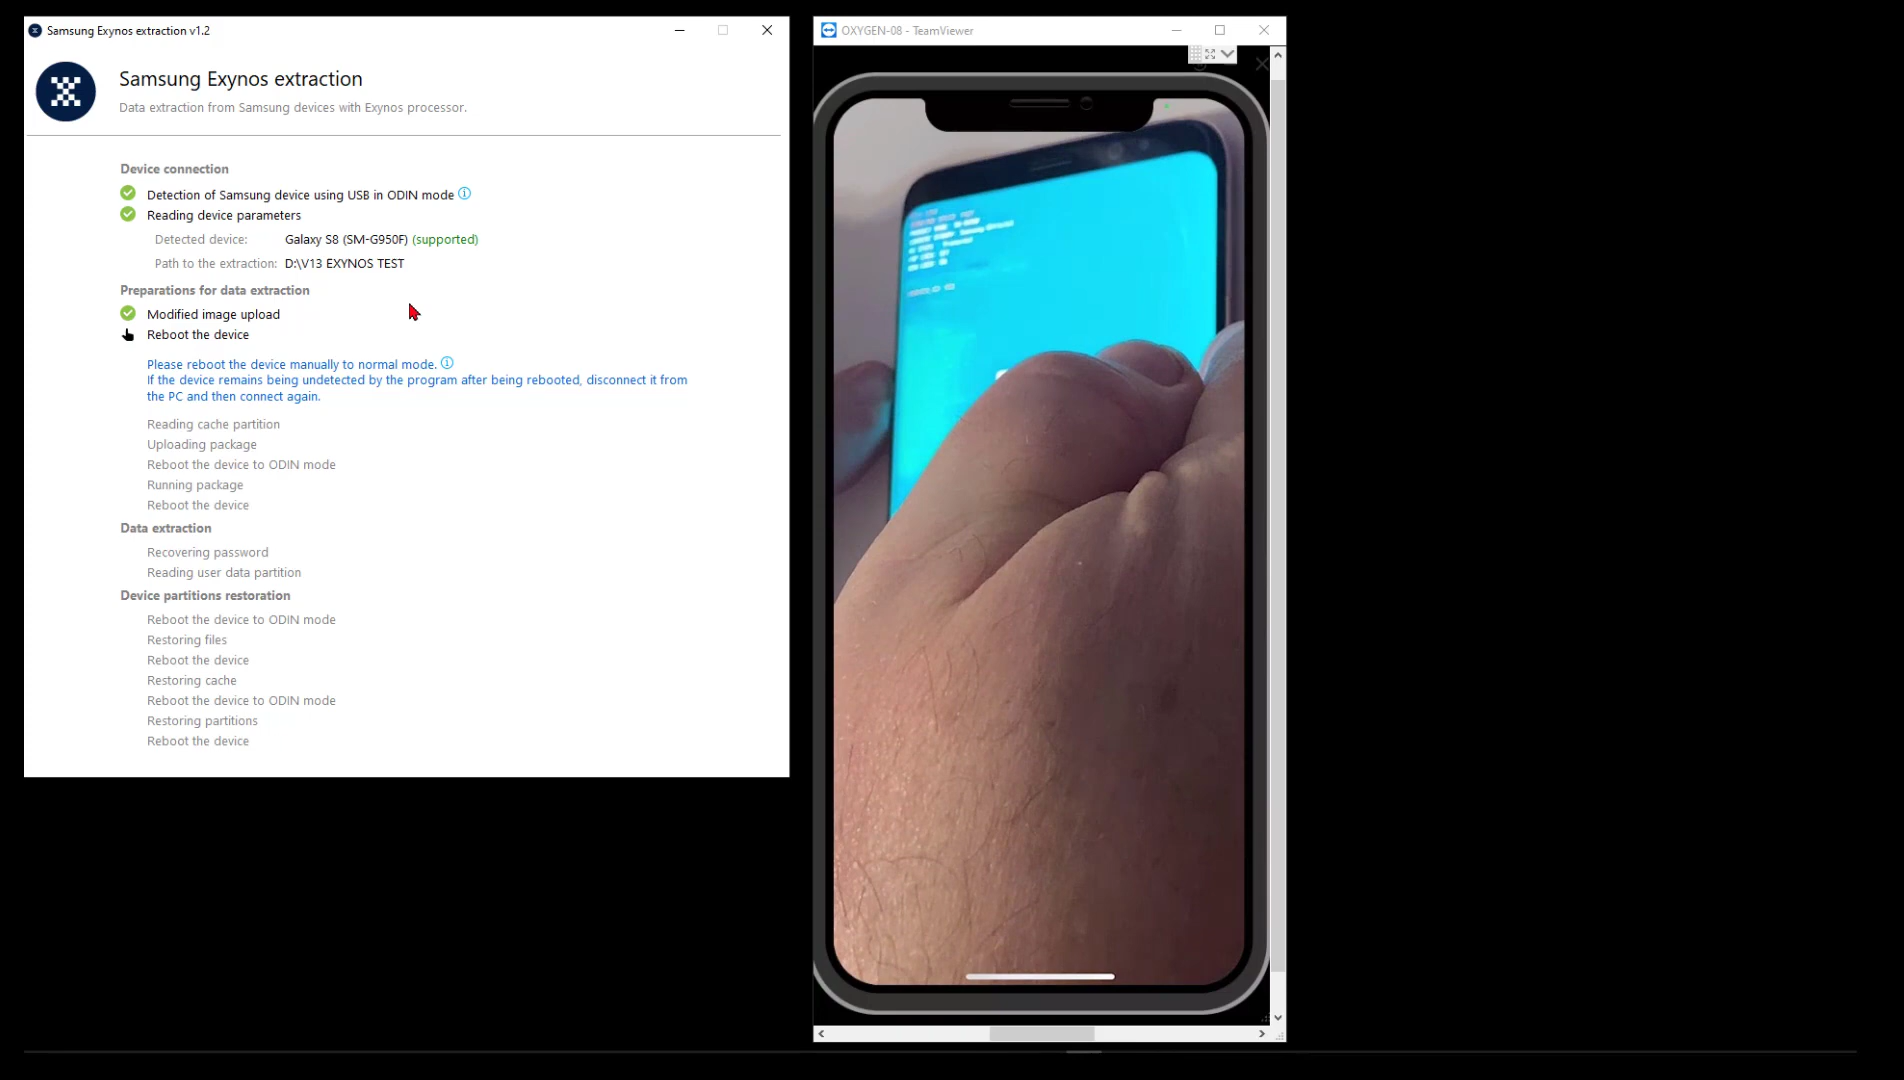 Samsung Exynos extraction v1.2
Samsung Exynos extraction
Data extraction from Samsung devices with Exynos processor.
Device connection
Detection of Samsung device using USB in ODIN mode
Reading device parameters
Detected device: Galaxy S8 (SM-G950F) (supported)
Path to the extraction: D:\V13 EXYNOS TEST
Preparations for data extraction
Modified image upload
Reboot the device
Please reboot the device manually to normal mode.
If the device remains being undetected by the program after being rebooted, disconnect it from
the PC and then connect again.
Reading cache partition
Uploading package
Reboot the device to ODIN mode
Running package
Reboot the device
Data extraction
Recovering password
Reading user data partition
Device partitions restoration
Reboot the device to ODIN mode
Restoring files
Reboot the device
Restoring cache
Reboot the device to ODIN mode
Restoring partitions
Reboot the device
OXYGEN-08 - TeamViewer